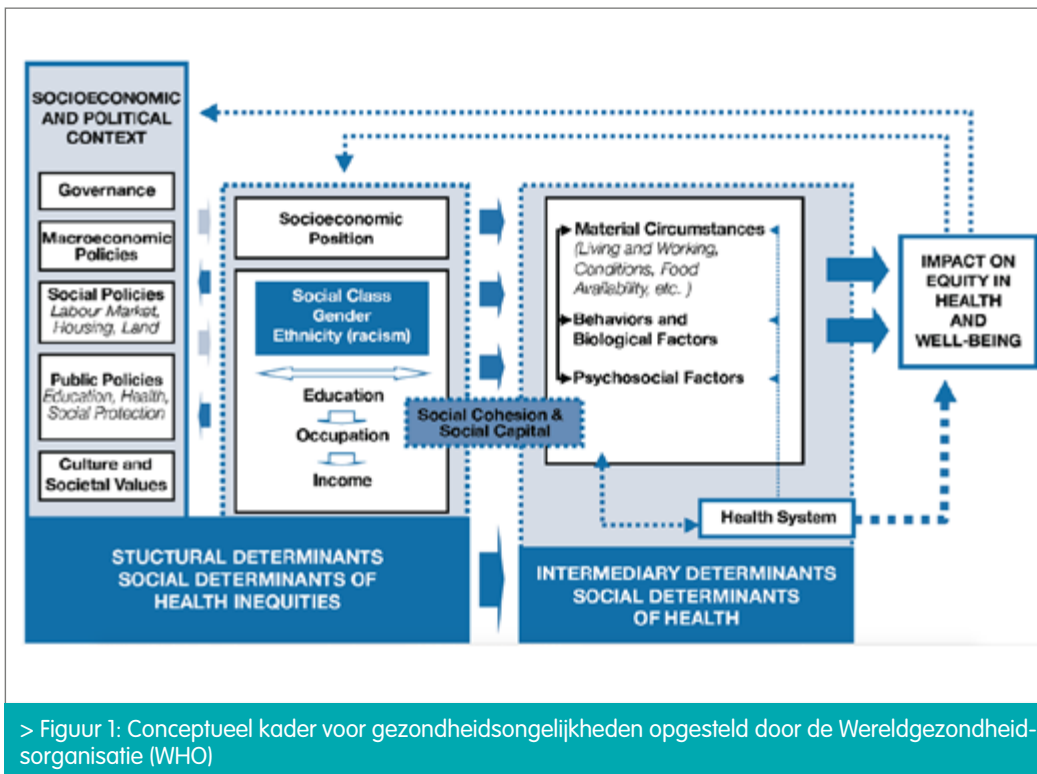 SOCIOECONOMIC
AND POLITICAL
CONTEXT
Governance
Macroeconomic
Policies
Social Policies
Labour Market,
Housing, Land
Public Policies
Education, Health,
Social Protection
Culture and
Societal Values
Socioeconomic
Position
Social Class
Gender
Ethnicity (racism)
Education
Occupation
Income
STUCTURAL DETERMINANTS
SOCIAL DETERMINANTS OF
HEALTH INEQUITIES
Social Cohesion &
Social Capital
Material Circumstances
(Living and Working,
Conditions, Food
Availability, etc. )
Behaviors and
Biological Factors
Psychosocial Factors
Health System
INTERMEDIARY DETERMINANTS
SOCIAL DETERMINANTS
OF HEALTH
IMPACT ON
EQUITY IN
HEALTH
AND
WELL-BEING
> Figuur 1: Conceptueel kader voor gezondheidsongelijkheden opgesteld door de Wereldgezondheid-
sorganisatie (WHO)